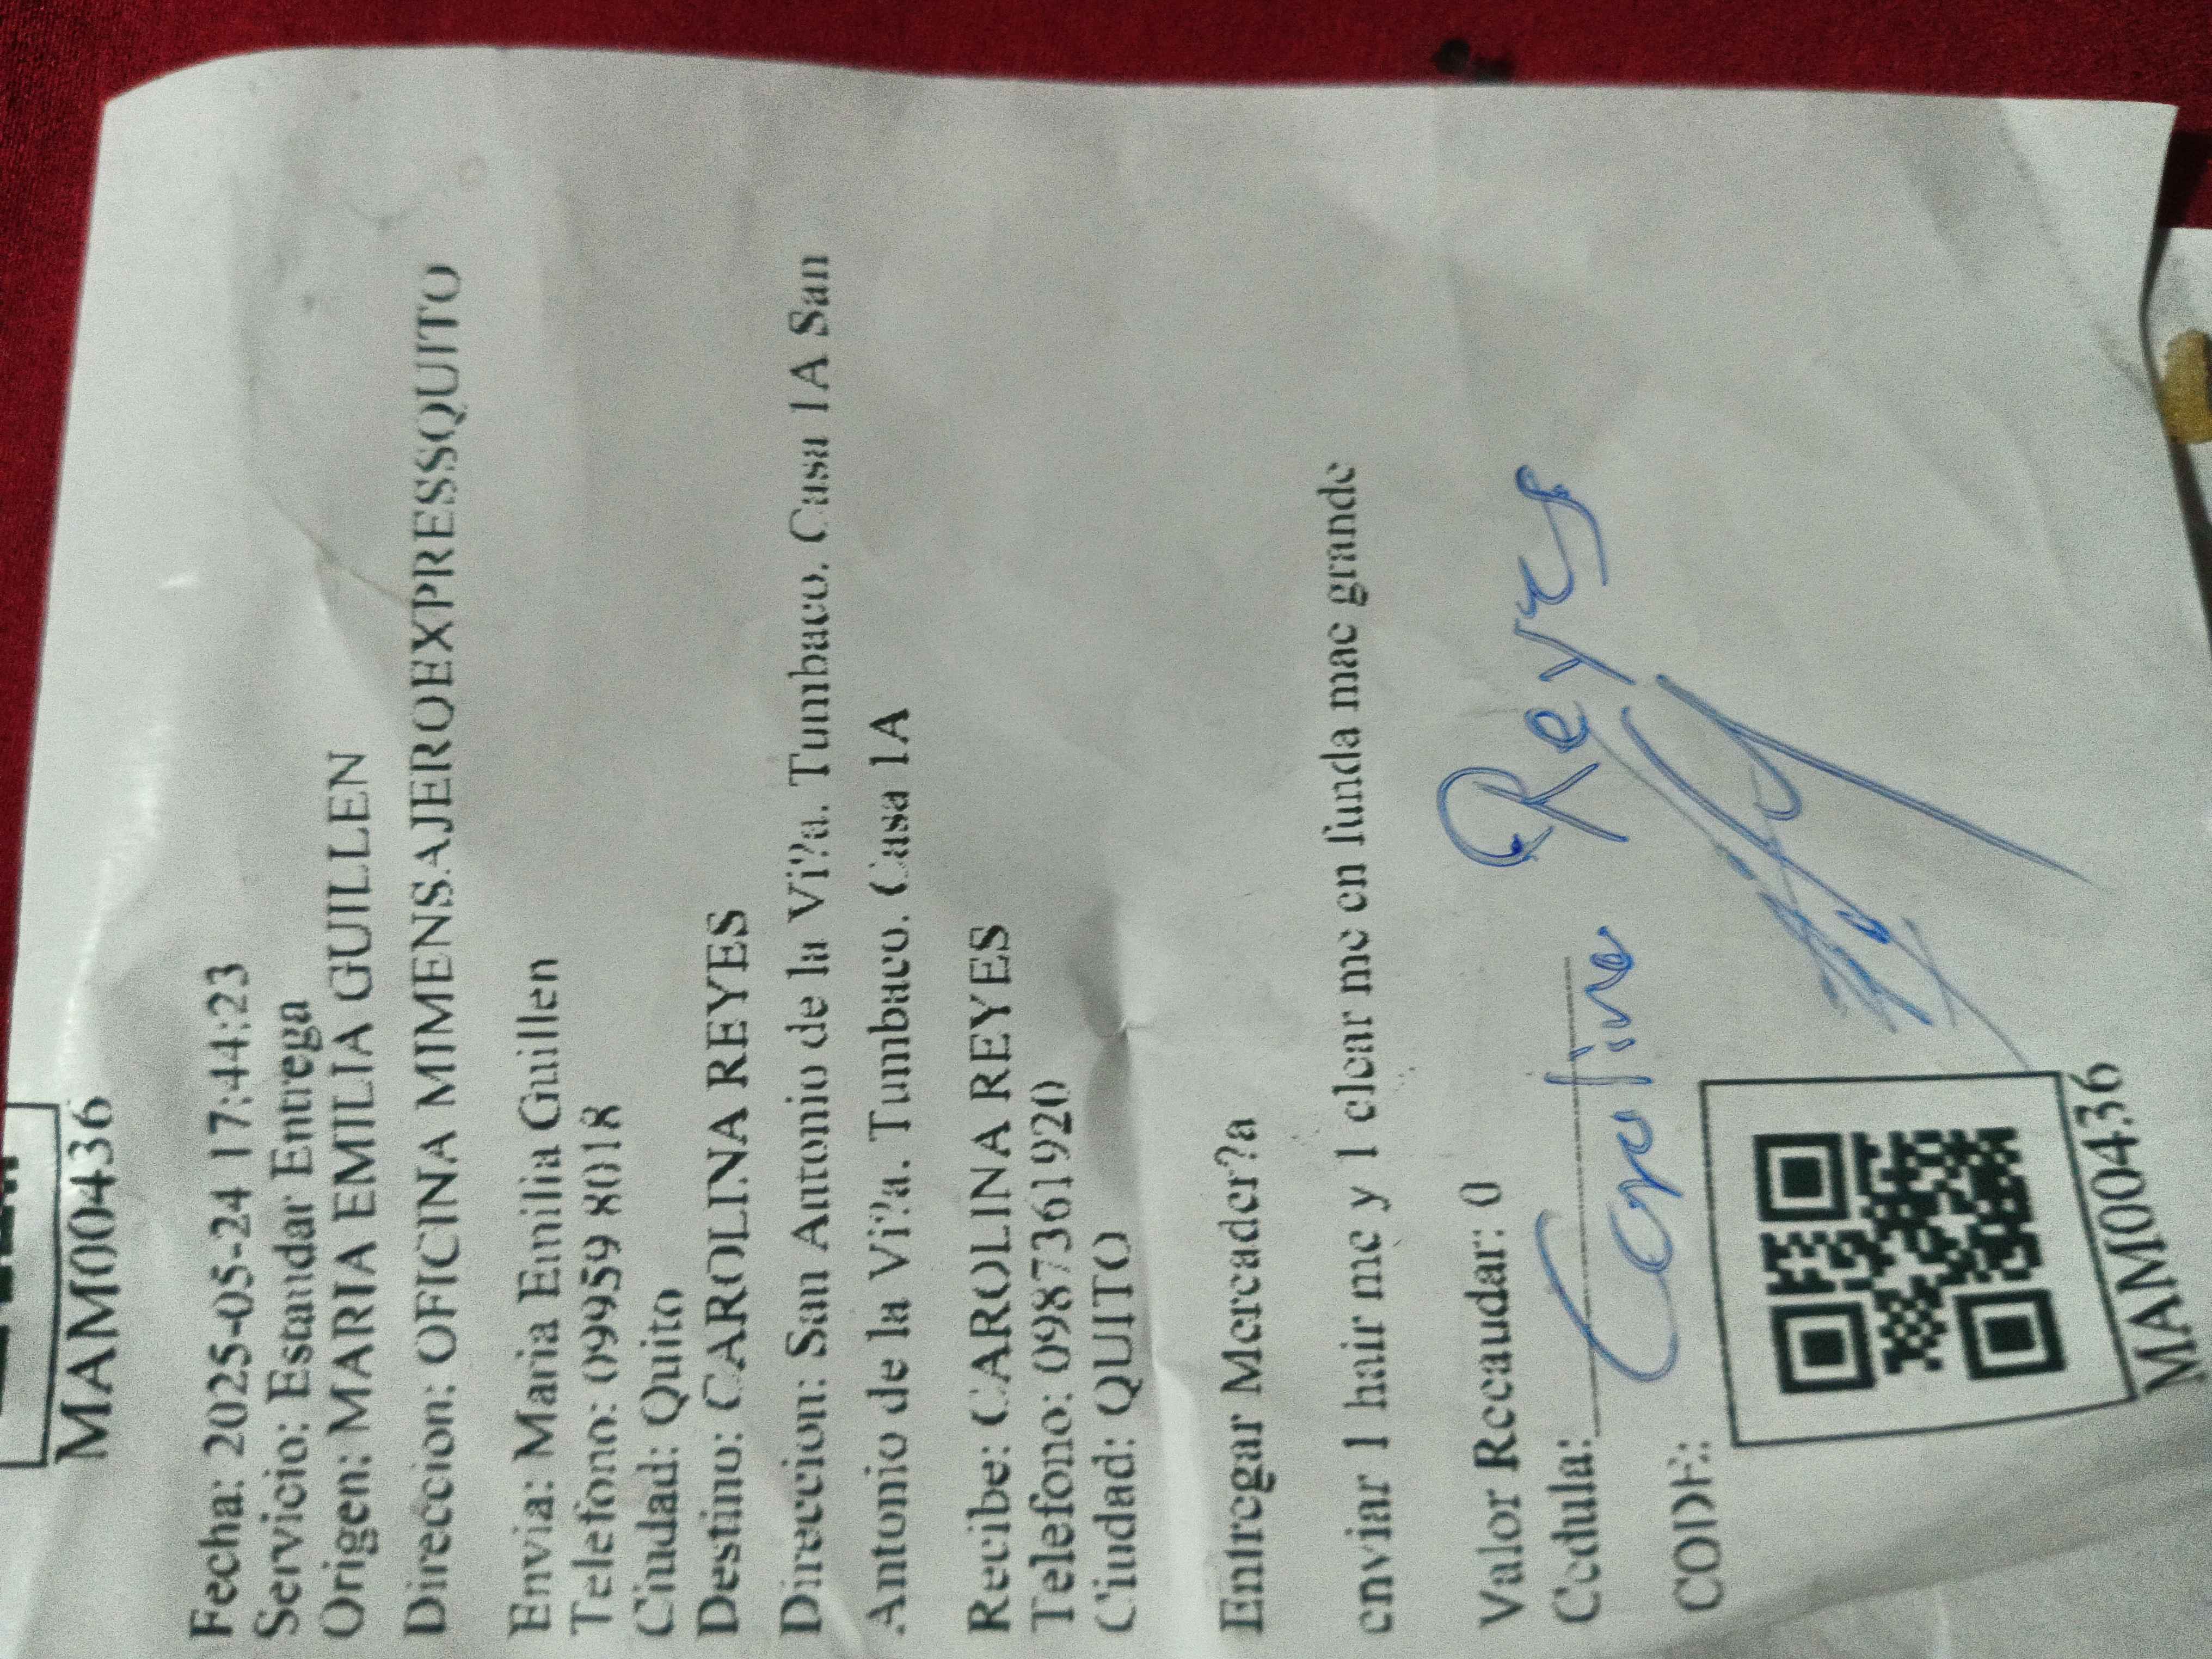 MAM00436
Fecha: 2025-05-24 17:44:23
Servicio: Estandar Entrega
Origen: MARIA EMILIA GUILLEN
Direccion: OFICINA MIMENSAJEROEXPRESSQUITO
Envia: Maria Emilia Guillen
Telefono: 09959 8018
Ciudad: Quito
Destino: CAROLINA REYES
Direccion: San Antonio de la Vi?a. Tumbaco. Casa 1A San
Antonio de la Vi?a. Tumbaco. Casa 1A
Recibe: CAROLINA REYES
Telefono: 0987361920
Ciudad: QUITO
Entregar Mercader?a
enviar 1 hair me y 1 clear me en funda mac grande
Valor Recaudar: 0
Cedula:
Carolina Reyes
CODE:
MAM00436